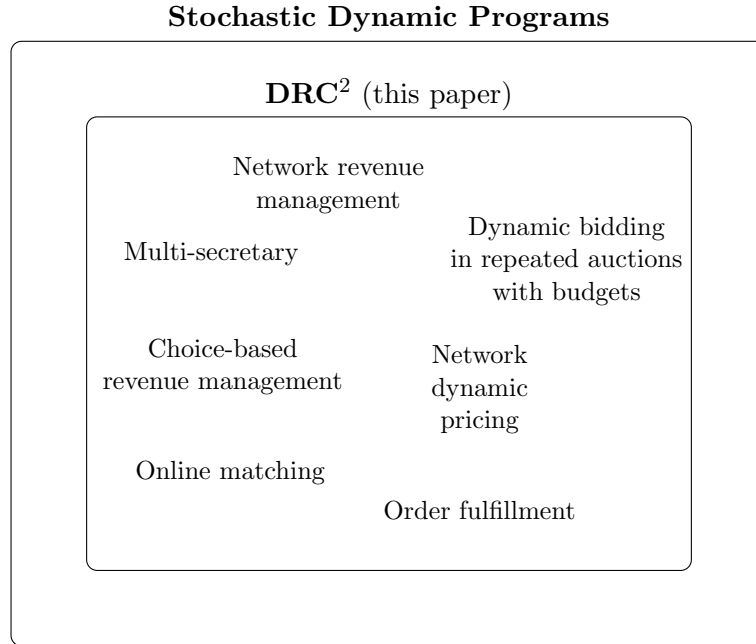 Stochastic Dynamic Programs
DRC² (this paper)
Network revenue
management
Multi-secretary
Dynamic bidding
in repeated auctions
with budgets
Choice-based
revenue management
Network
dynamic
pricing
Online matching
Order fulfillment